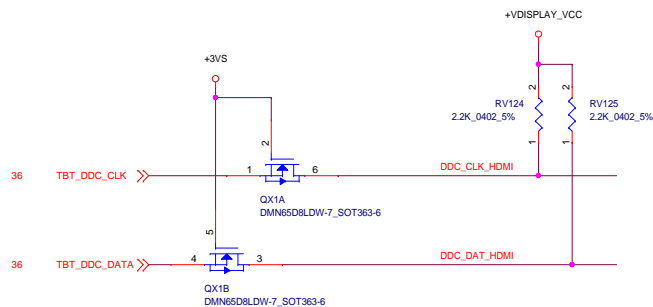 +VDISPLAY_VCC
+3VS
2
2
RV124
2.2K_0402_5%
RV125
2.2K_0402_5%
1
1
2
36
TBT_DDC_CLK
1
6
DDC_CLK_HDMI
QX1A
DMN65D8LDW-7_SOT363-6
5
36
TBT_DDC_DATA
4
3
DDC_DAT_HDMI
QX1B
DMN65D8LDW-7_SOT363-6